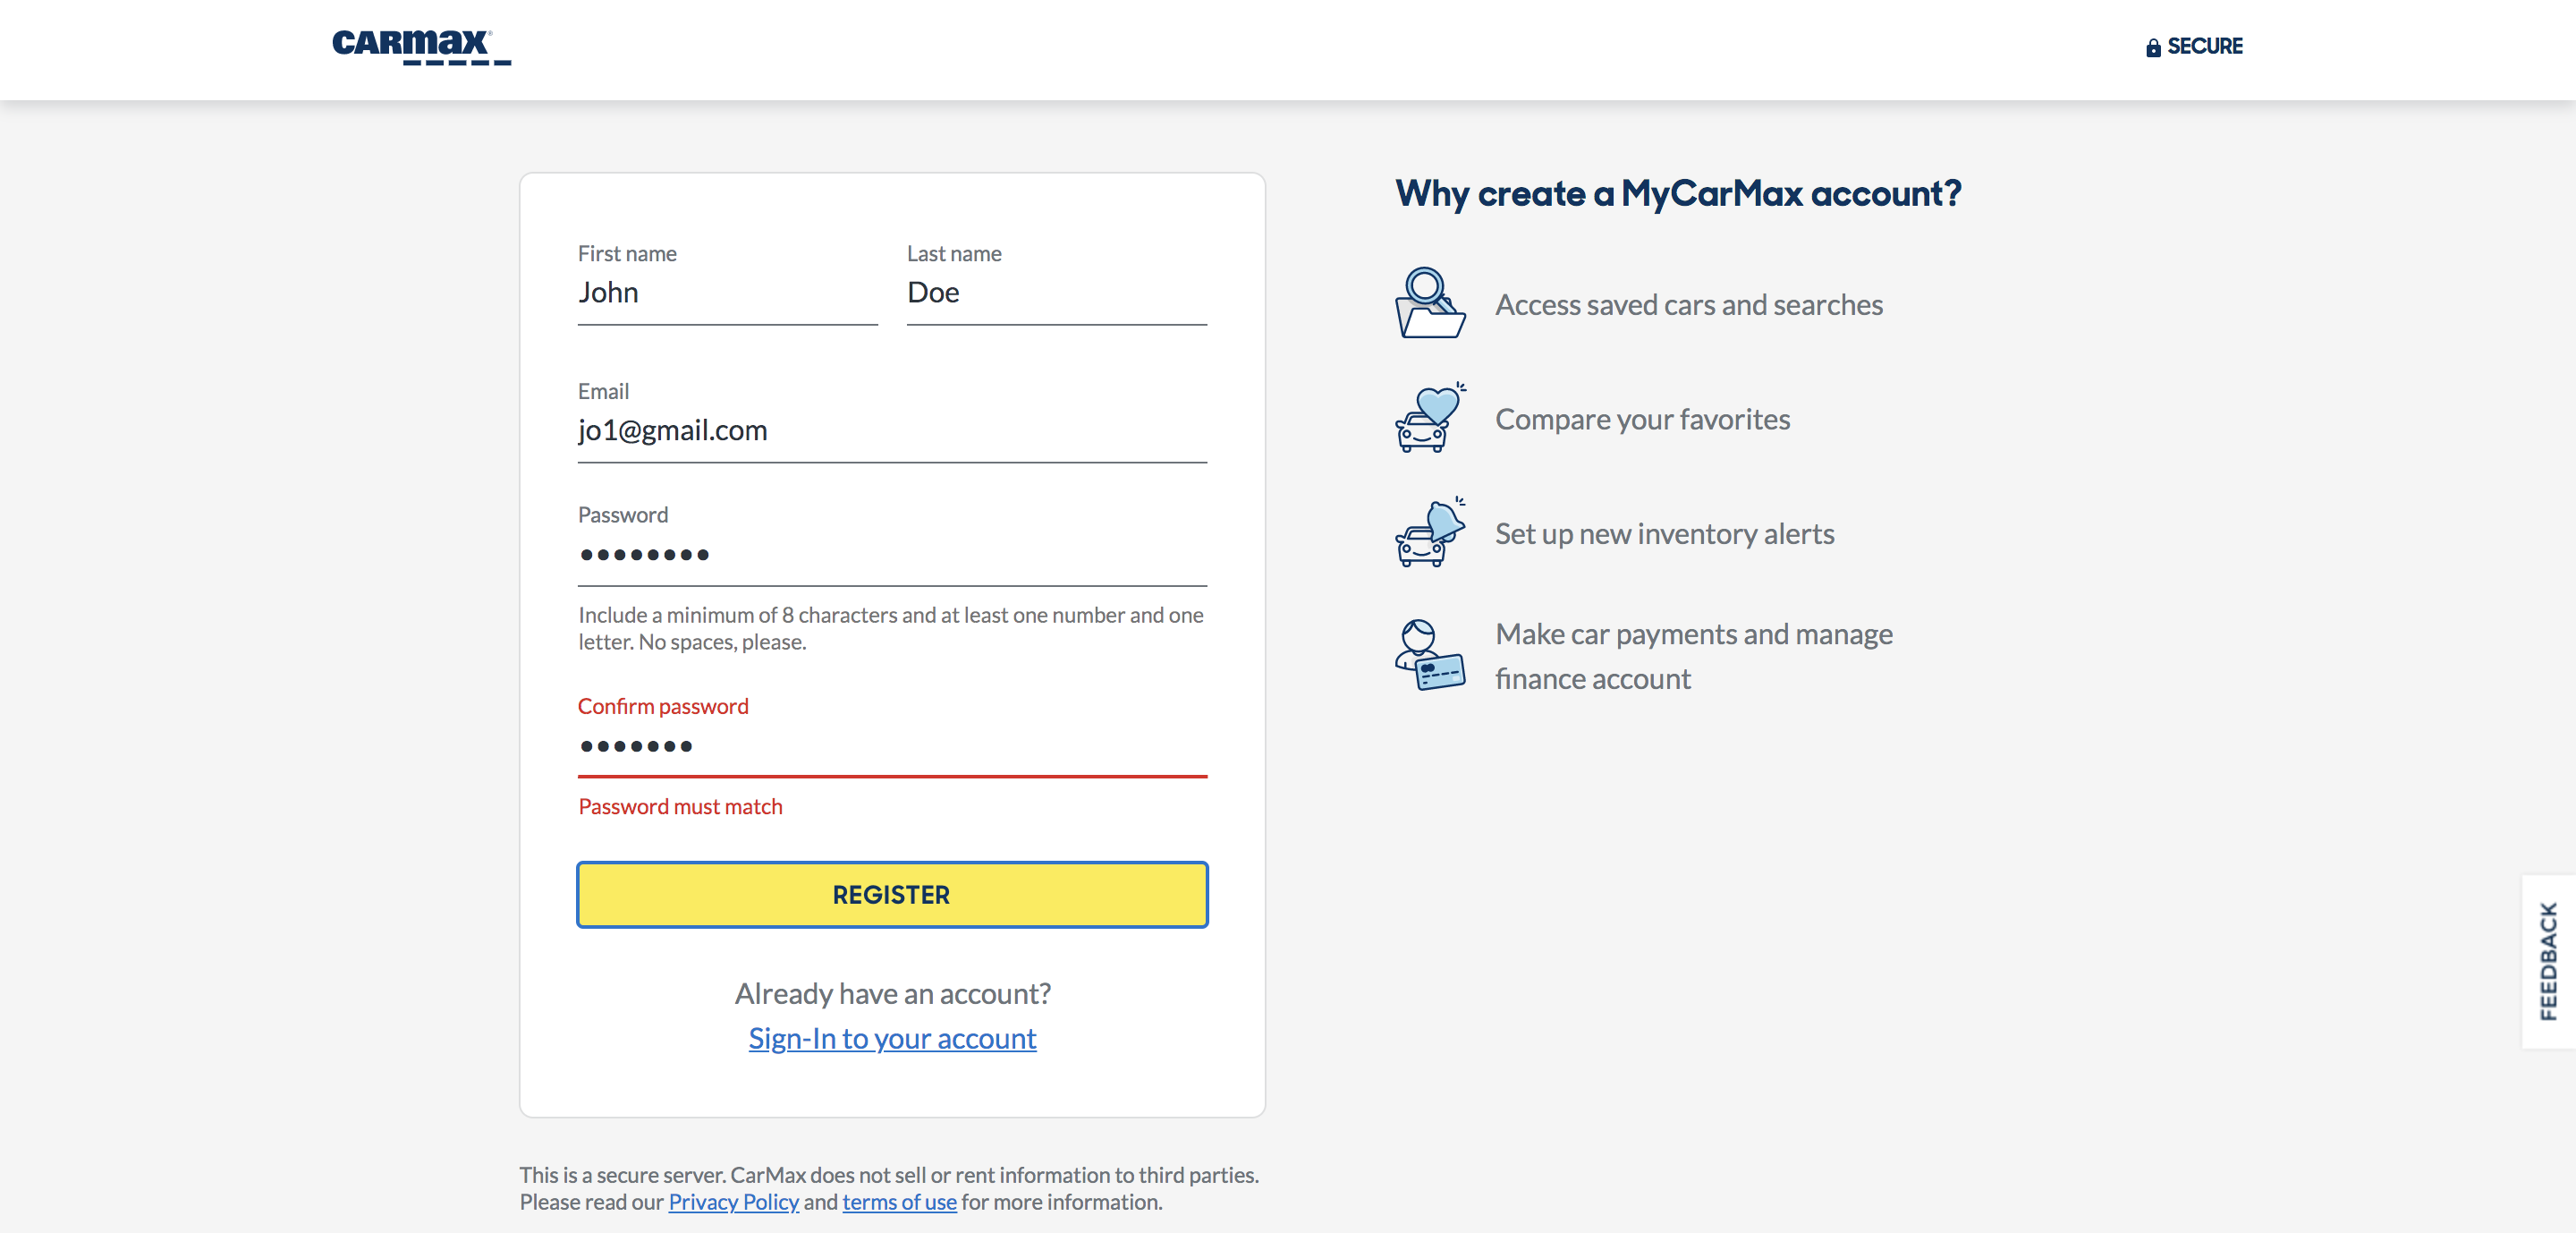 CARMAX
SECURE
First name
Last name
John
Doe
Email
jo1@gmail.com
Password
••••••••
Include a minimum of 8 characters and at least one number and one
letter. No spaces, please.
Confirm password
•••••••
Password must match
REGISTER
Already have an account?
Sign-In to your account
This is a secure server. CarMax does not sell or rent information to third parties.
Please read our Privacy Policy and terms of use for more information.
Why create a MyCarMax account?
Access saved cars and searches
Compare your favorites
Set up new inventory alerts
Make car payments and manage
finance account
FEEDBACK